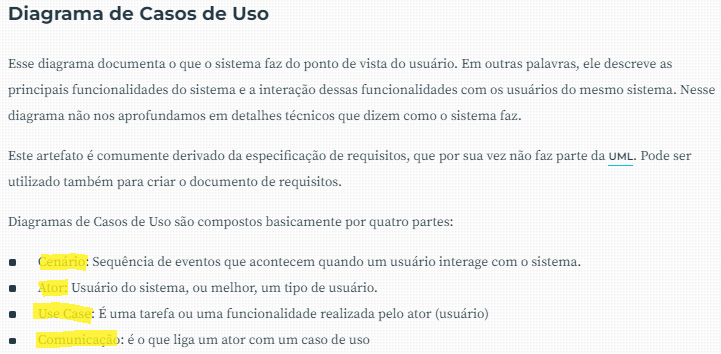 Diagrama de Casos de Uso
Esse diagrama documenta o que o sistema faz do ponto de vista do usuário. Em outras palavras, ele descreve as
principais funcionalidades do sistema e a interação dessas funcionalidades com os usuários do mesmo sistema. Nesse
diagrama não nos aprofundamos em detalhes técnicos que dizem como o sistema faz.
Este artefato é comumente derivado da especificação de requisitos, que por sua vez não faz parte da UML. Pode ser
utilizado também para criar o documento de requisitos.
Diagramas de Casos de Uso são compostos basicamente por quatro partes:
Cenário: Sequência de eventos que acontecem quando um usuário interage com o sistema.
Ator: Usuário do sistema, ou melhor, um tipo de usuário.
Use Case: É uma tarefa ou uma funcionalidade realizada pelo ator (usuário)
Comunicação: é o que liga um ator com um caso de uso